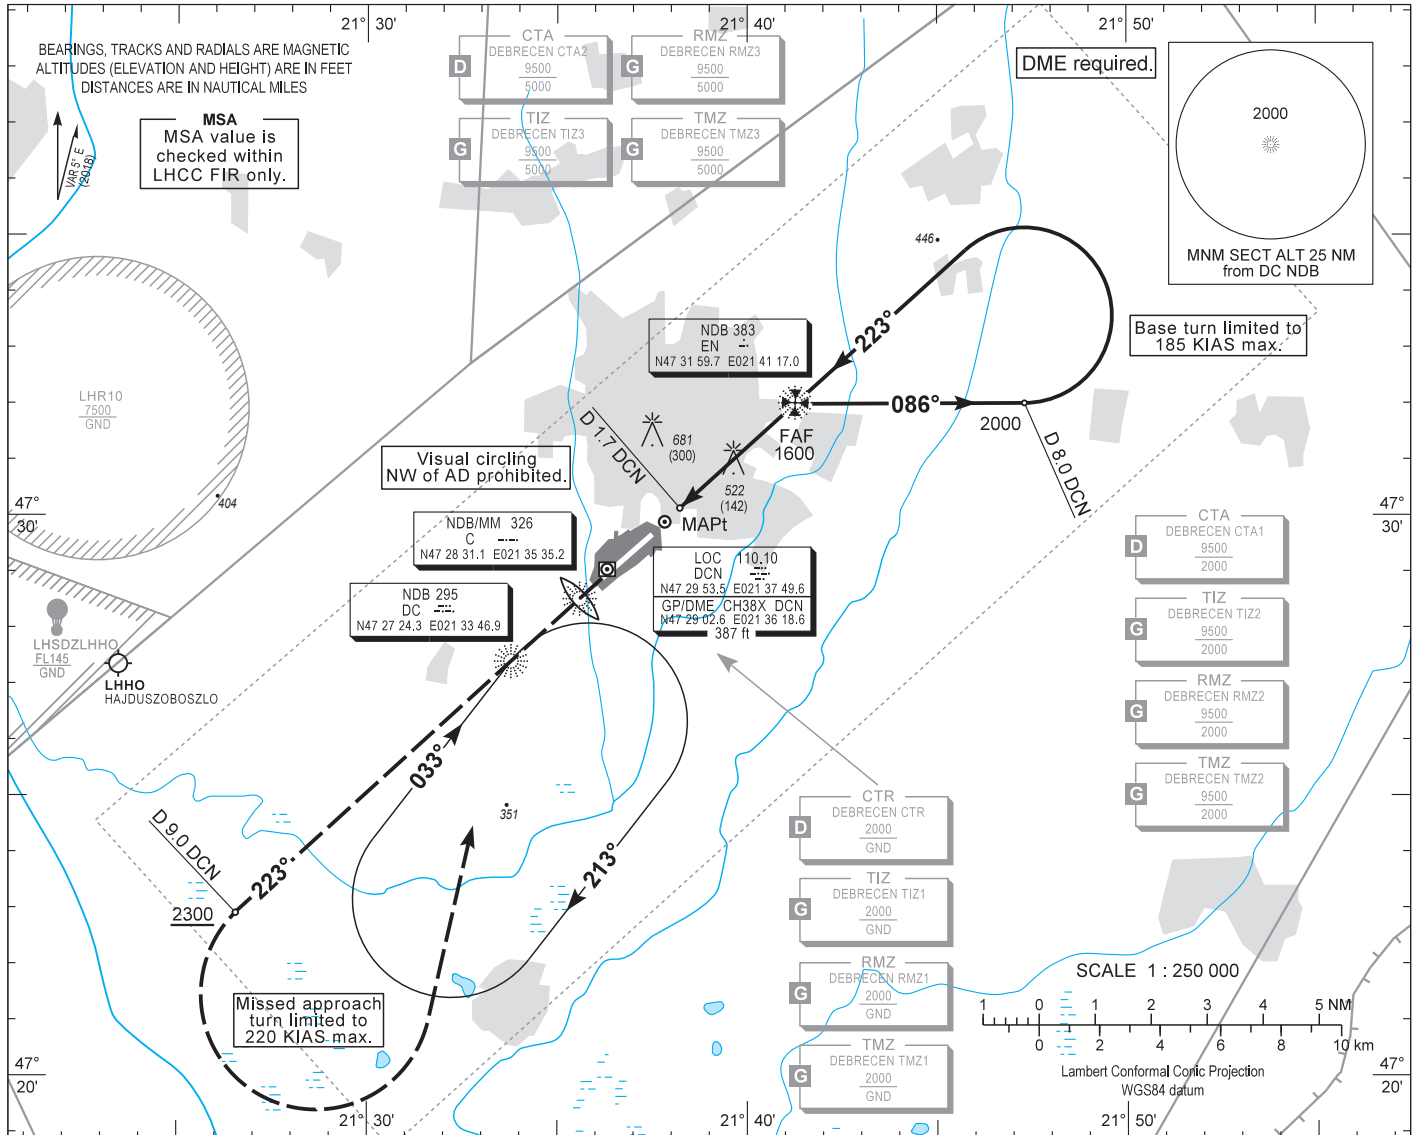 21° 30'
21° 40'
21° 50'
BEARINGS, TRACKS AND RADIALS ARE MAGNETIC
ALTITUDES (ELEVATION AND HEIGHT) ARE IN FEET
DISTANCES ARE IN NAUTICAL MILES
VAR 5° E
(2018)
MSA
MSA value is
checked within
LHCC FIR only.
CTA
DEBRECEN CTA2
D
9500
5000
RMZ
DEBRECEN RMZ3
G
9500
5000
TIZ
DEBRECEN TIZ3
G
9500
5000
TMZ
DEBRECEN TMZ3
G
9500
5000
DME required.
2000
MNM SECT ALT 25 NM
from DC NDB
446
Base turn limited to
185 KIAS max.
NDB 383
EN
N47 31 59.7 E021 41 17.0
223°
086°
2000
D 8.0 DCN
FAF
1600
LHR10
7500
GND
404
D 1.7 DCN
681
(300)
522
(142)
Visual circling
NW of AD prohibited.
MAPt
47°
30'
47°
30'
NDB/MM 326
C
N47 28 31.1 E021 35 35.2
LOC 110.10
DCN
N47 29 53.5 E021 37 49.6
GP/DME CH38X DCN
N47 29 02.6 E021 36 18.6
387 ft
NDB 295
DC
N47 27 24.3 E021 33 46.9
LHSDZLHHO
FL145
GND
LHHO
HAJDUSZOBOSZLO
CTA
DEBRECEN CTA1
D
9500
2000
TIZ
DEBRECEN TIZ2
G
9500
2000
RMZ
DEBRECEN RMZ2
G
9500
2000
TMZ
DEBRECEN TMZ2
G
9500
2000
033°
351
213°
D 9.0 DCN
223°
2300
CTR
DEBRECEN CTR
D
2000
GND
TIZ
DEBRECEN TIZ1
G
2000
GND
RMZ
DEBRECEN RMZ1
G
2000
GND
TMZ
DEBRECEN TMZ1
G
2000
GND
Missed approach
turn limited to
220 KIAS max.
SCALE 1 : 250 000
1 0 1 2 3 4 5 NM
0 2 4 6 8 10 km
Lambert Conformal Conic Projection
WGS84 datum
47°
20'
47°
20'
21° 30'
21° 40'
21° 50'